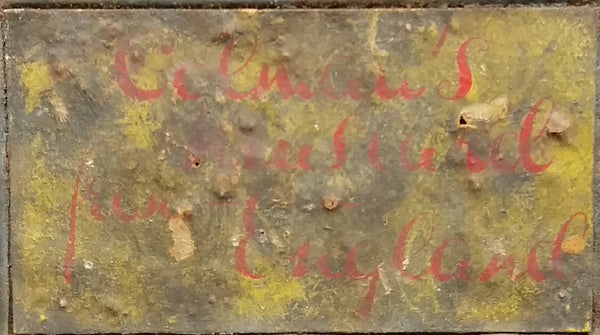 Colman's
Mustard
from England